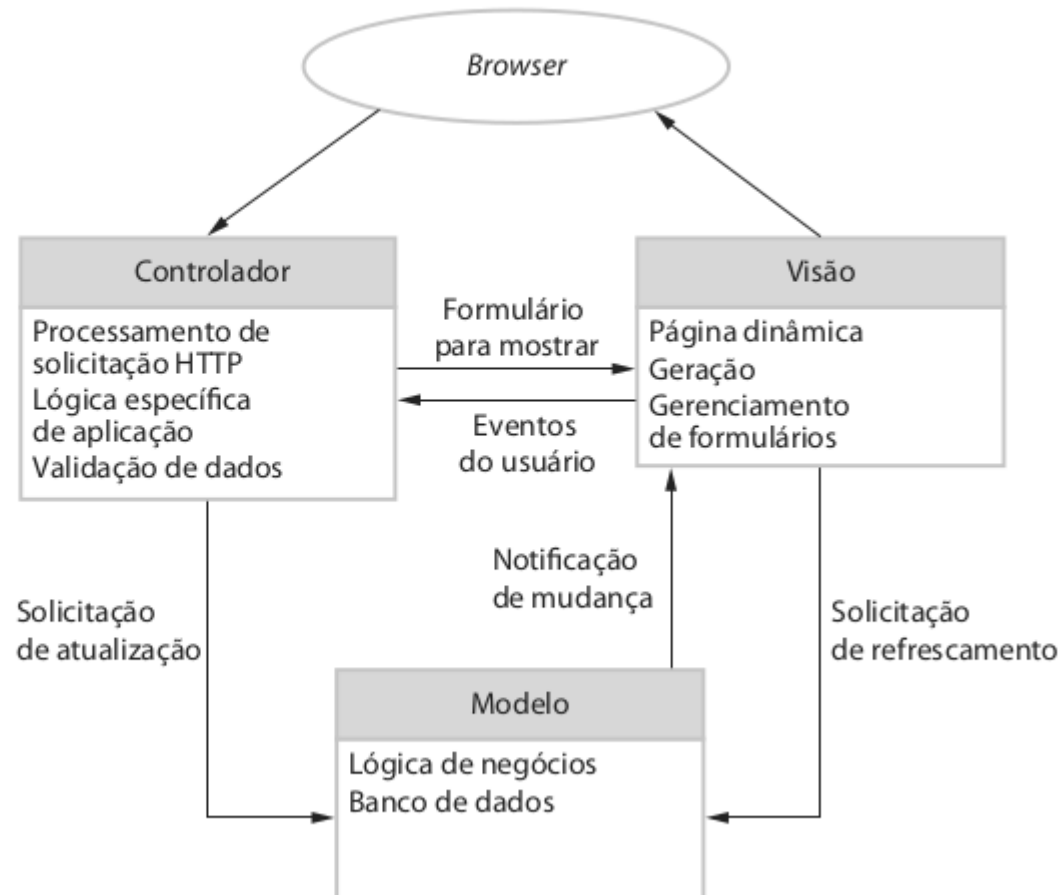 Browser
Controlador
Processamento de
solicitação HTTP
Lógica específica
de aplicação
Validação de dados
Formulário
para mostrar
Eventos
do usuário
Visão
Página dinâmica
Geração
Gerenciamento
de formulários
Solicitação
de atualização
Notificação
de mudança
Solicitação
de refrescamento
Modelo
Lógica de negócios
Banco de dados